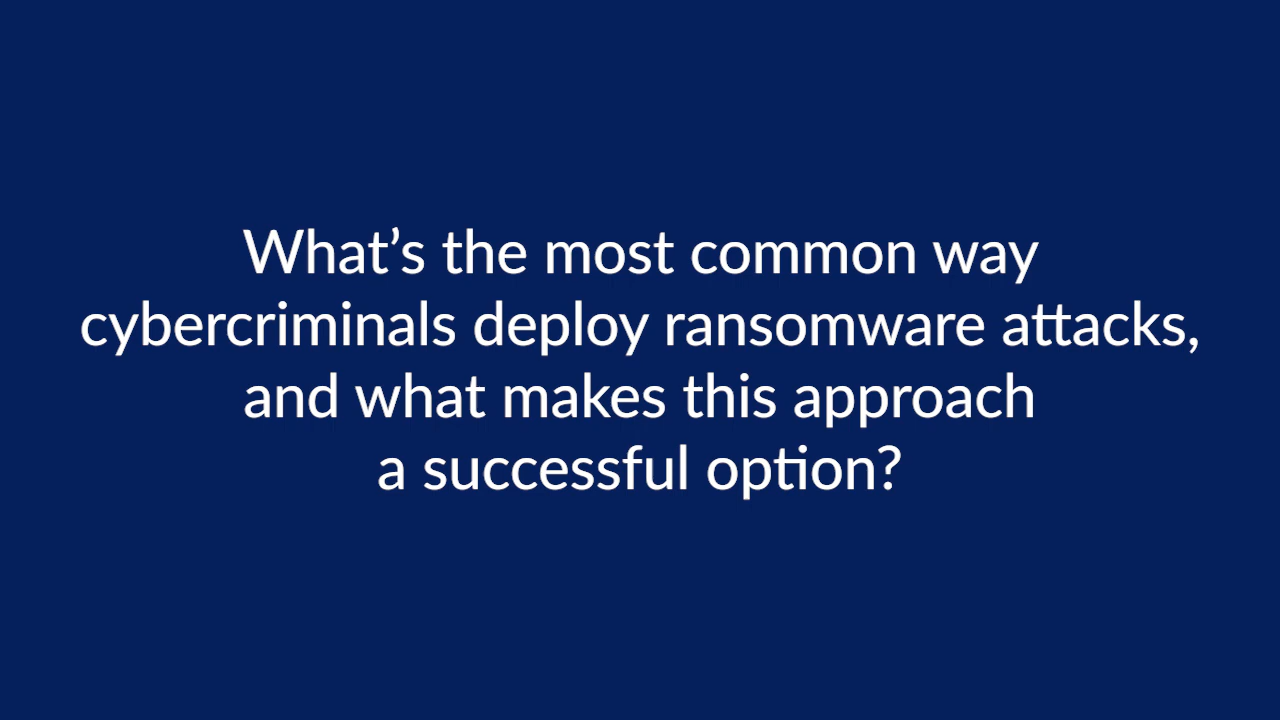 What’s the most common way
cybercriminals deploy ransomware attacks,
and what makes this approach
a successful option?